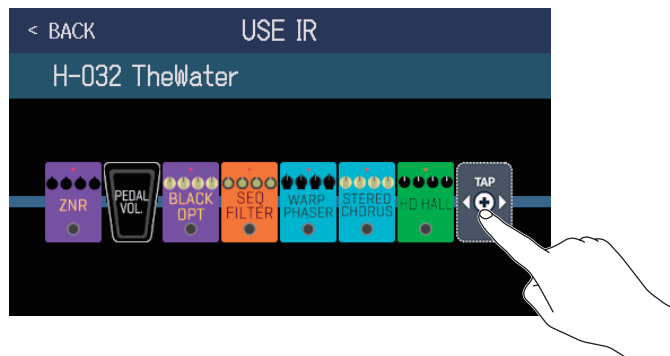 < BACK
USE IR
H-032 TheWater
ZNR
PEDAL
VOL.
BLACK
OPT
SEQ
FILTER
WARP
PHASER
STEREO
CHORUS
HD HALL
TAP